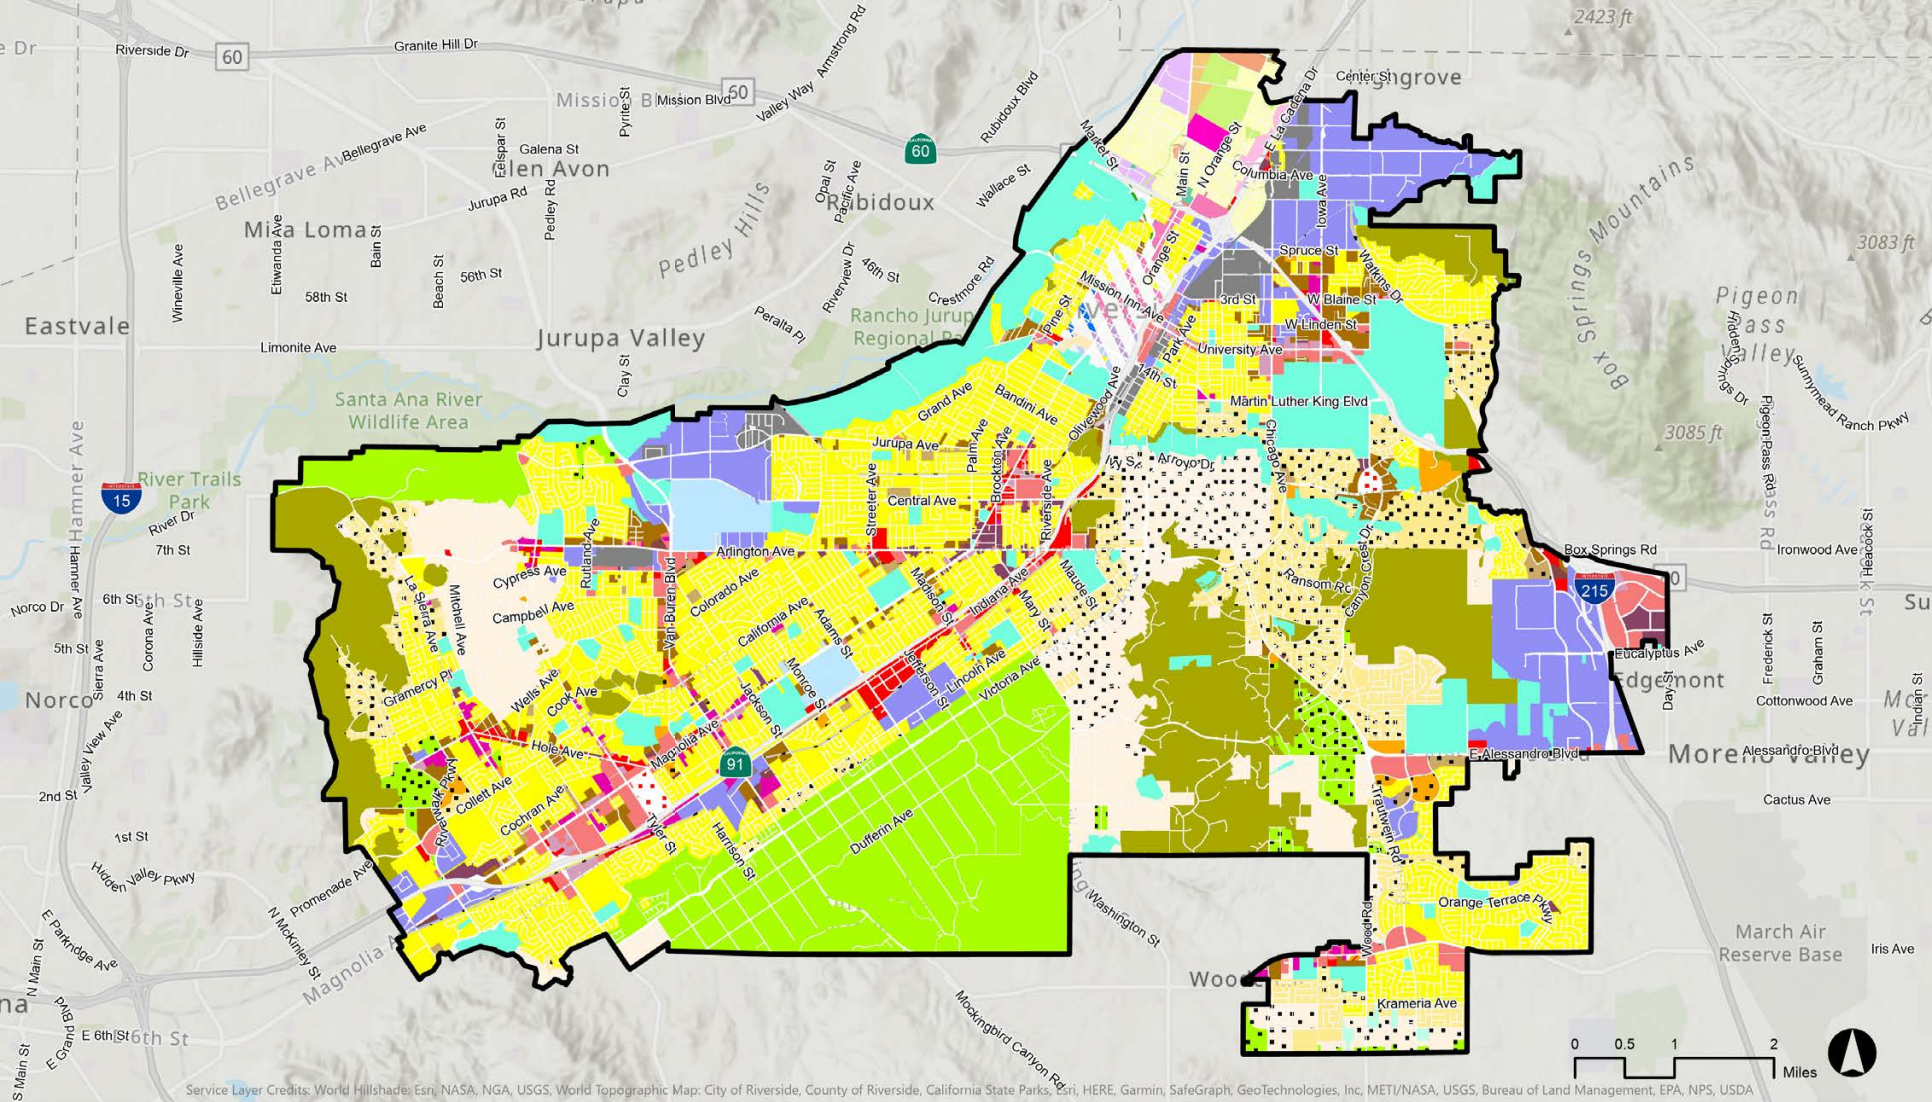 2423 ft
e Dr
Riverside Dr
60
Granite Hill Dr
Armstrong Rd
Center St
Highgrove
Mission Blvd
60
Valley Way
Rubidoux Blvd
E La Cadena Dr
Pyrite St
Felspar St
Bellegrave Ave
Bellegrave Av
Galena St
Glen Avon
CALIFORNIA
60
Market St
Main St
N Orange St
Columbia Ave
Iowa Ave
Jurupa Rd
Pedley Rd
Opal St
Pacific Ave
Rubidoux
Wallace St
Mira Loma
Etiwanda Ave
Bain St
Wineville Ave
Beach St
56th St
58th St
Pedley Hills
Riverview Dr
46th St
Crestmore Rd
Orange St
Mission Inn Ave
Pine St
Spruce St
Watkins Dr
3rd St
W Blaine St
W Linden St
University Ave
Park Ave
14th St
Box Springs Mountains
3083 ft
Pigeon
Pass
Valley
Hidden Springs Dr
Sunnymead Ranch Pkwy
Eastvale
Limonite Ave
Jurupa Valley
Peralta Pl
Rancho Jurupa
Regional Pa
Clay St
Santa Ana River
Wildlife Area
Grand Ave
Bandini Ave
Olivewood Ave
Martin Luther King Blvd
Chicago Ave
3085 ft
Pigeon Pass Rd
Hamner Ave
River Trails
Park
INTERSTATE
15
River Dr
7th St
Jurupa Ave
Palm Ave
Brockton Ave
Riverside Ave
Ivy St
Arroyo Dr
Streeter Ave
Central Ave
Arlington Ave
Rutland Ave
Cypress Ave
Campbell Ave
Van Buren Blvd
Colorado Ave
California Ave
Adams St
Madison St
Indiana Ave
Mary St
Maude St
Canyon Crest Dr
Ransom Rd
Box Springs Rd
Ironwood Ave
Heacock St
INTERSTATE
215
Norco Dr
Hamner Ave
6th St
5th St
5th St
Corona Ave
Hillside Ave
Sierra Ave
4th St
Norco
Valley View Ave
La Sierra Ave
Mitchell Ave
Gramercy Pl
Wells Ave
Cook Ave
Hole Ave
Magnolia Ave
Jackson St
Monroe St
Jefferson St
Lincoln Ave
Victoria Ave
CALIFORNIA
91
Eucalyptus Ave
Edgemont
Day St
Frederick St
Graham St
Cottonwood Ave
Indian St
E Alessandro Blvd
Moreno Valley
Alessandro Blvd
Cactus Ave
2nd St
1st St
Hidden Valley Pkwy
Promenade Ave
Riverwalk Pkwy
Collett Ave
Cochran Ave
Tyler St
Harrison St
Dufferin Ave
Trautwein Rd
Orange Terrace Pkwy
Wood Rd
Washington St
N McKinley St
E Parkridge Ave
N Main St
Magnolia A
March Air
Reserve Base
Iris Ave
Krameria Ave
Mockingbird Canyon Rd
E Grand Blvd
E 6th St
E 6th St
S Main St
0 0.5 1 2
Miles
Service Layer Credits: World Hillshade: Esri, NASA, NGA, USGS, World Topographic Map: City of Riverside, County of Riverside, California State Parks, Esri, HERE, Garmin, SafeGraph, GeoTechnologies, Inc, METI/NASA, USGS, Bureau of Land Management, EPA, NPS, USDA